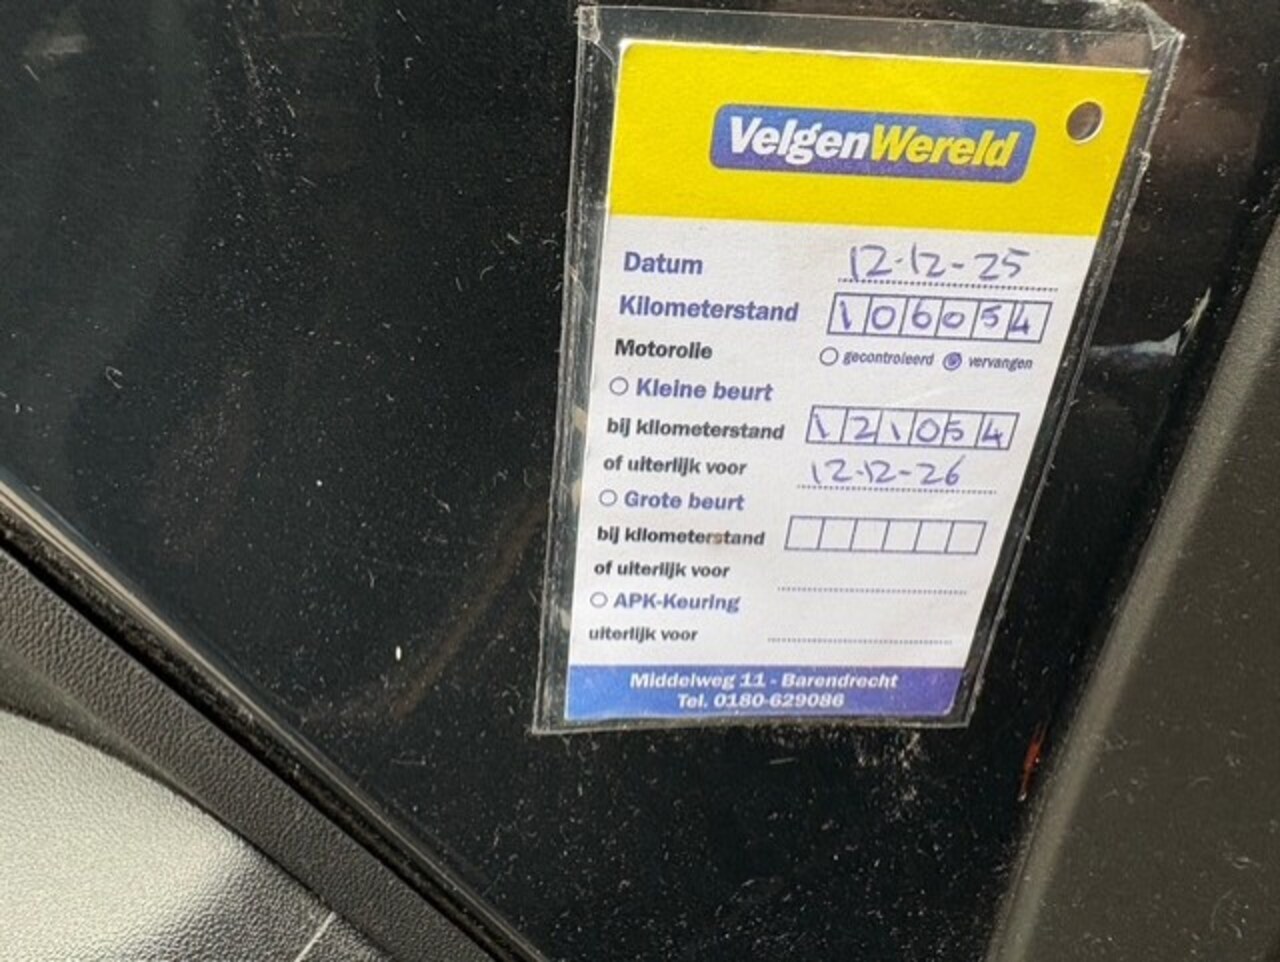 VelgenWereld
Datum 12-12-25
Kilometerstand 106054
Motorolie gecontroleerd vervangen
Kleine beurt
bij kilometerstand 121054
of uiterlijk voor 12-12-26
Grote beurt
bij kilometerstand
of uiterlijk voor
APK-Keuring
uiterlijk voor
Middelweg 11 - Barendrecht
Tel. 0180-629086